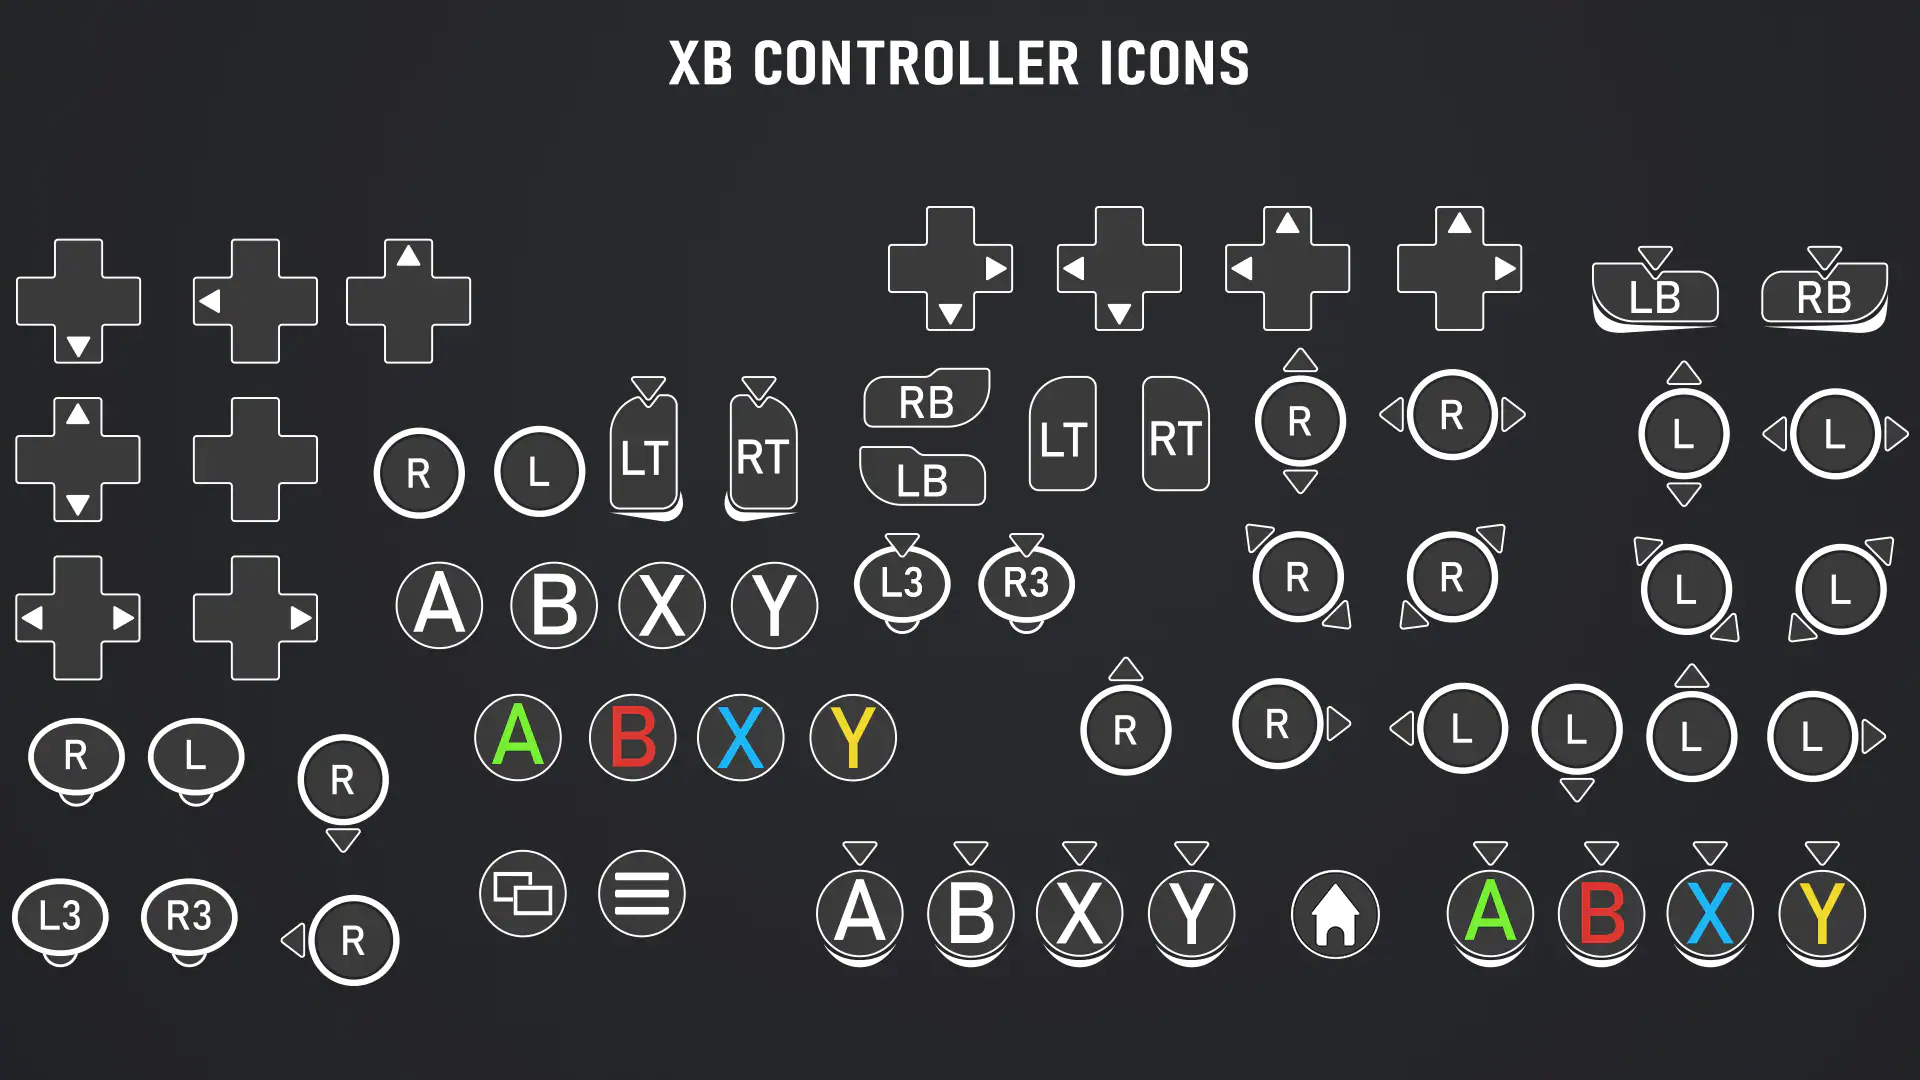 XB CONTROLLER ICONS
LB RB
R L LT RT RB LT RT R R L L
LB
A B X Y L3 R3 R R L L
A B X Y R R L L L L
R L R
L3 R3 R A B X Y A B X Y